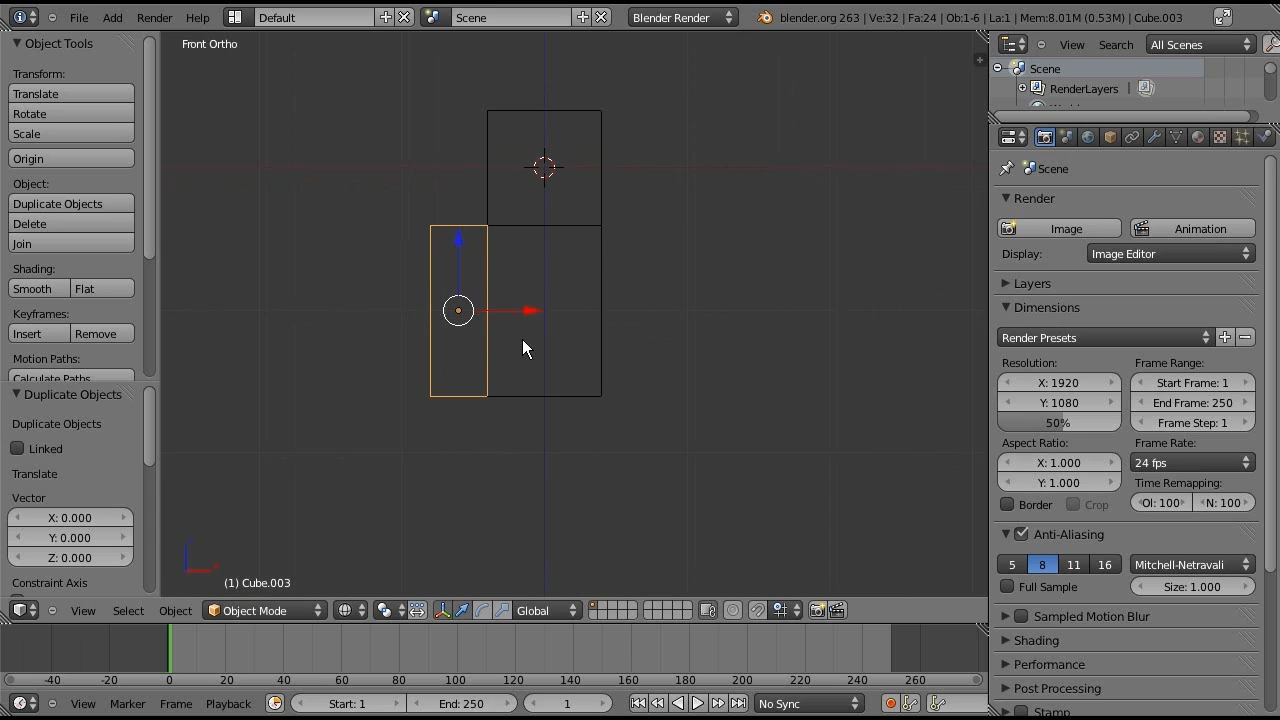 File Add Render Help Default Scene Blender Render blender.org 263 | Ve:32 | Fa:24 | Ob:1-6 | La:1 | Mem:8.01M (0.53M) | Cube.003
Object Tools
Transform:
Translate
Rotate
Scale
Origin
Object:
Duplicate Objects
Delete
Join
Shading:
Smooth Flat
Keyframes:
Insert Remove
Motion Paths:
Calculate Paths
Duplicate Objects
Duplicate Objects
Linked
Translate
Vector
X: 0.000
Y: 0.000
Z: 0.000
Constraint Axis
Front Ortho
(1) Cube.003
View Select Object Object Mode Global
-40 -20 0 20 40 60 80 100 120 140 160 180 200 220 240 260
View Marker Frame Playback Start: 1 End: 250 1 No Sync
View Search All Scenes
Scene
RenderLayers
Scene
Render
Image Animation
Display: Image Editor
Layers
Dimensions
Render Presets
Resolution: Frame Range:
X: 1920 Start Frame: 1
Y: 1080 End Frame: 250
50% Frame Step: 1
Aspect Ratio: Frame Rate:
X: 1.000 24 fps
Y: 1.000 Time Remapping:
Border Crop Ol: 100 N: 100
Anti-Aliasing
5 8 11 16 Mitchell-Netravali
Full Sample Size: 1.000
Sampled Motion Blur
Shading
Performance
Post Processing
Stamp